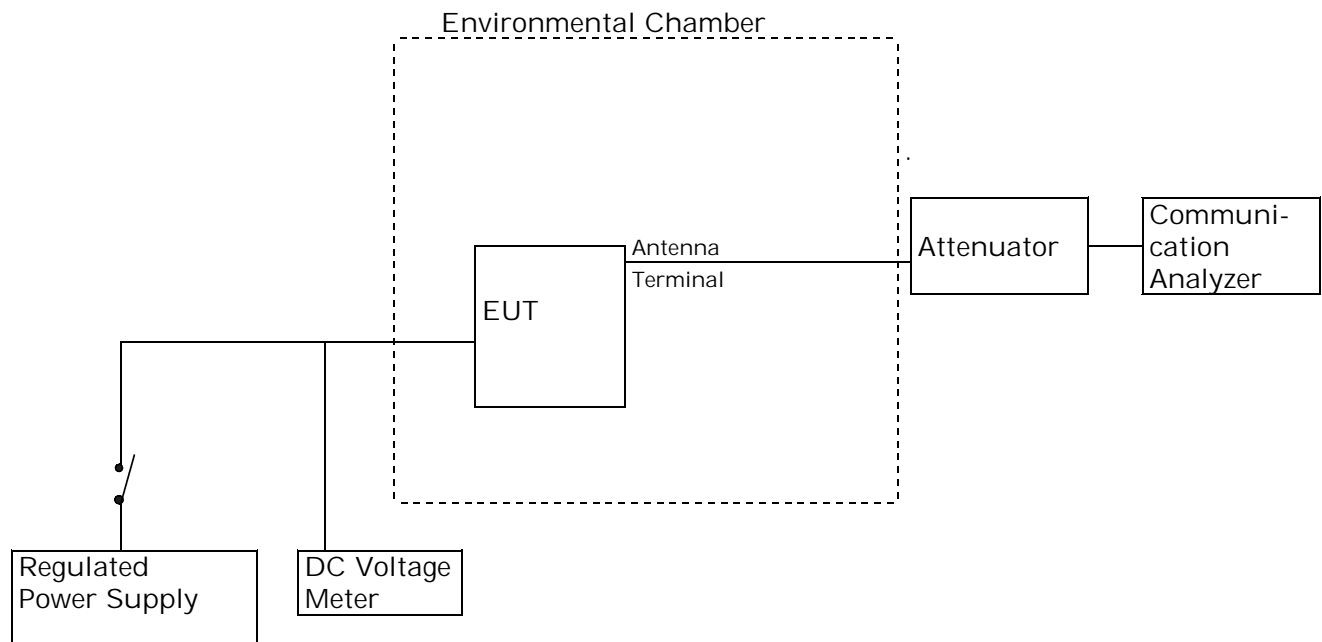 Environmental Chamber
Antenna
Terminal
EUT
Attenuator
Communi-
cation
Analyzer
Regulated
Power Supply
DC Voltage
Meter